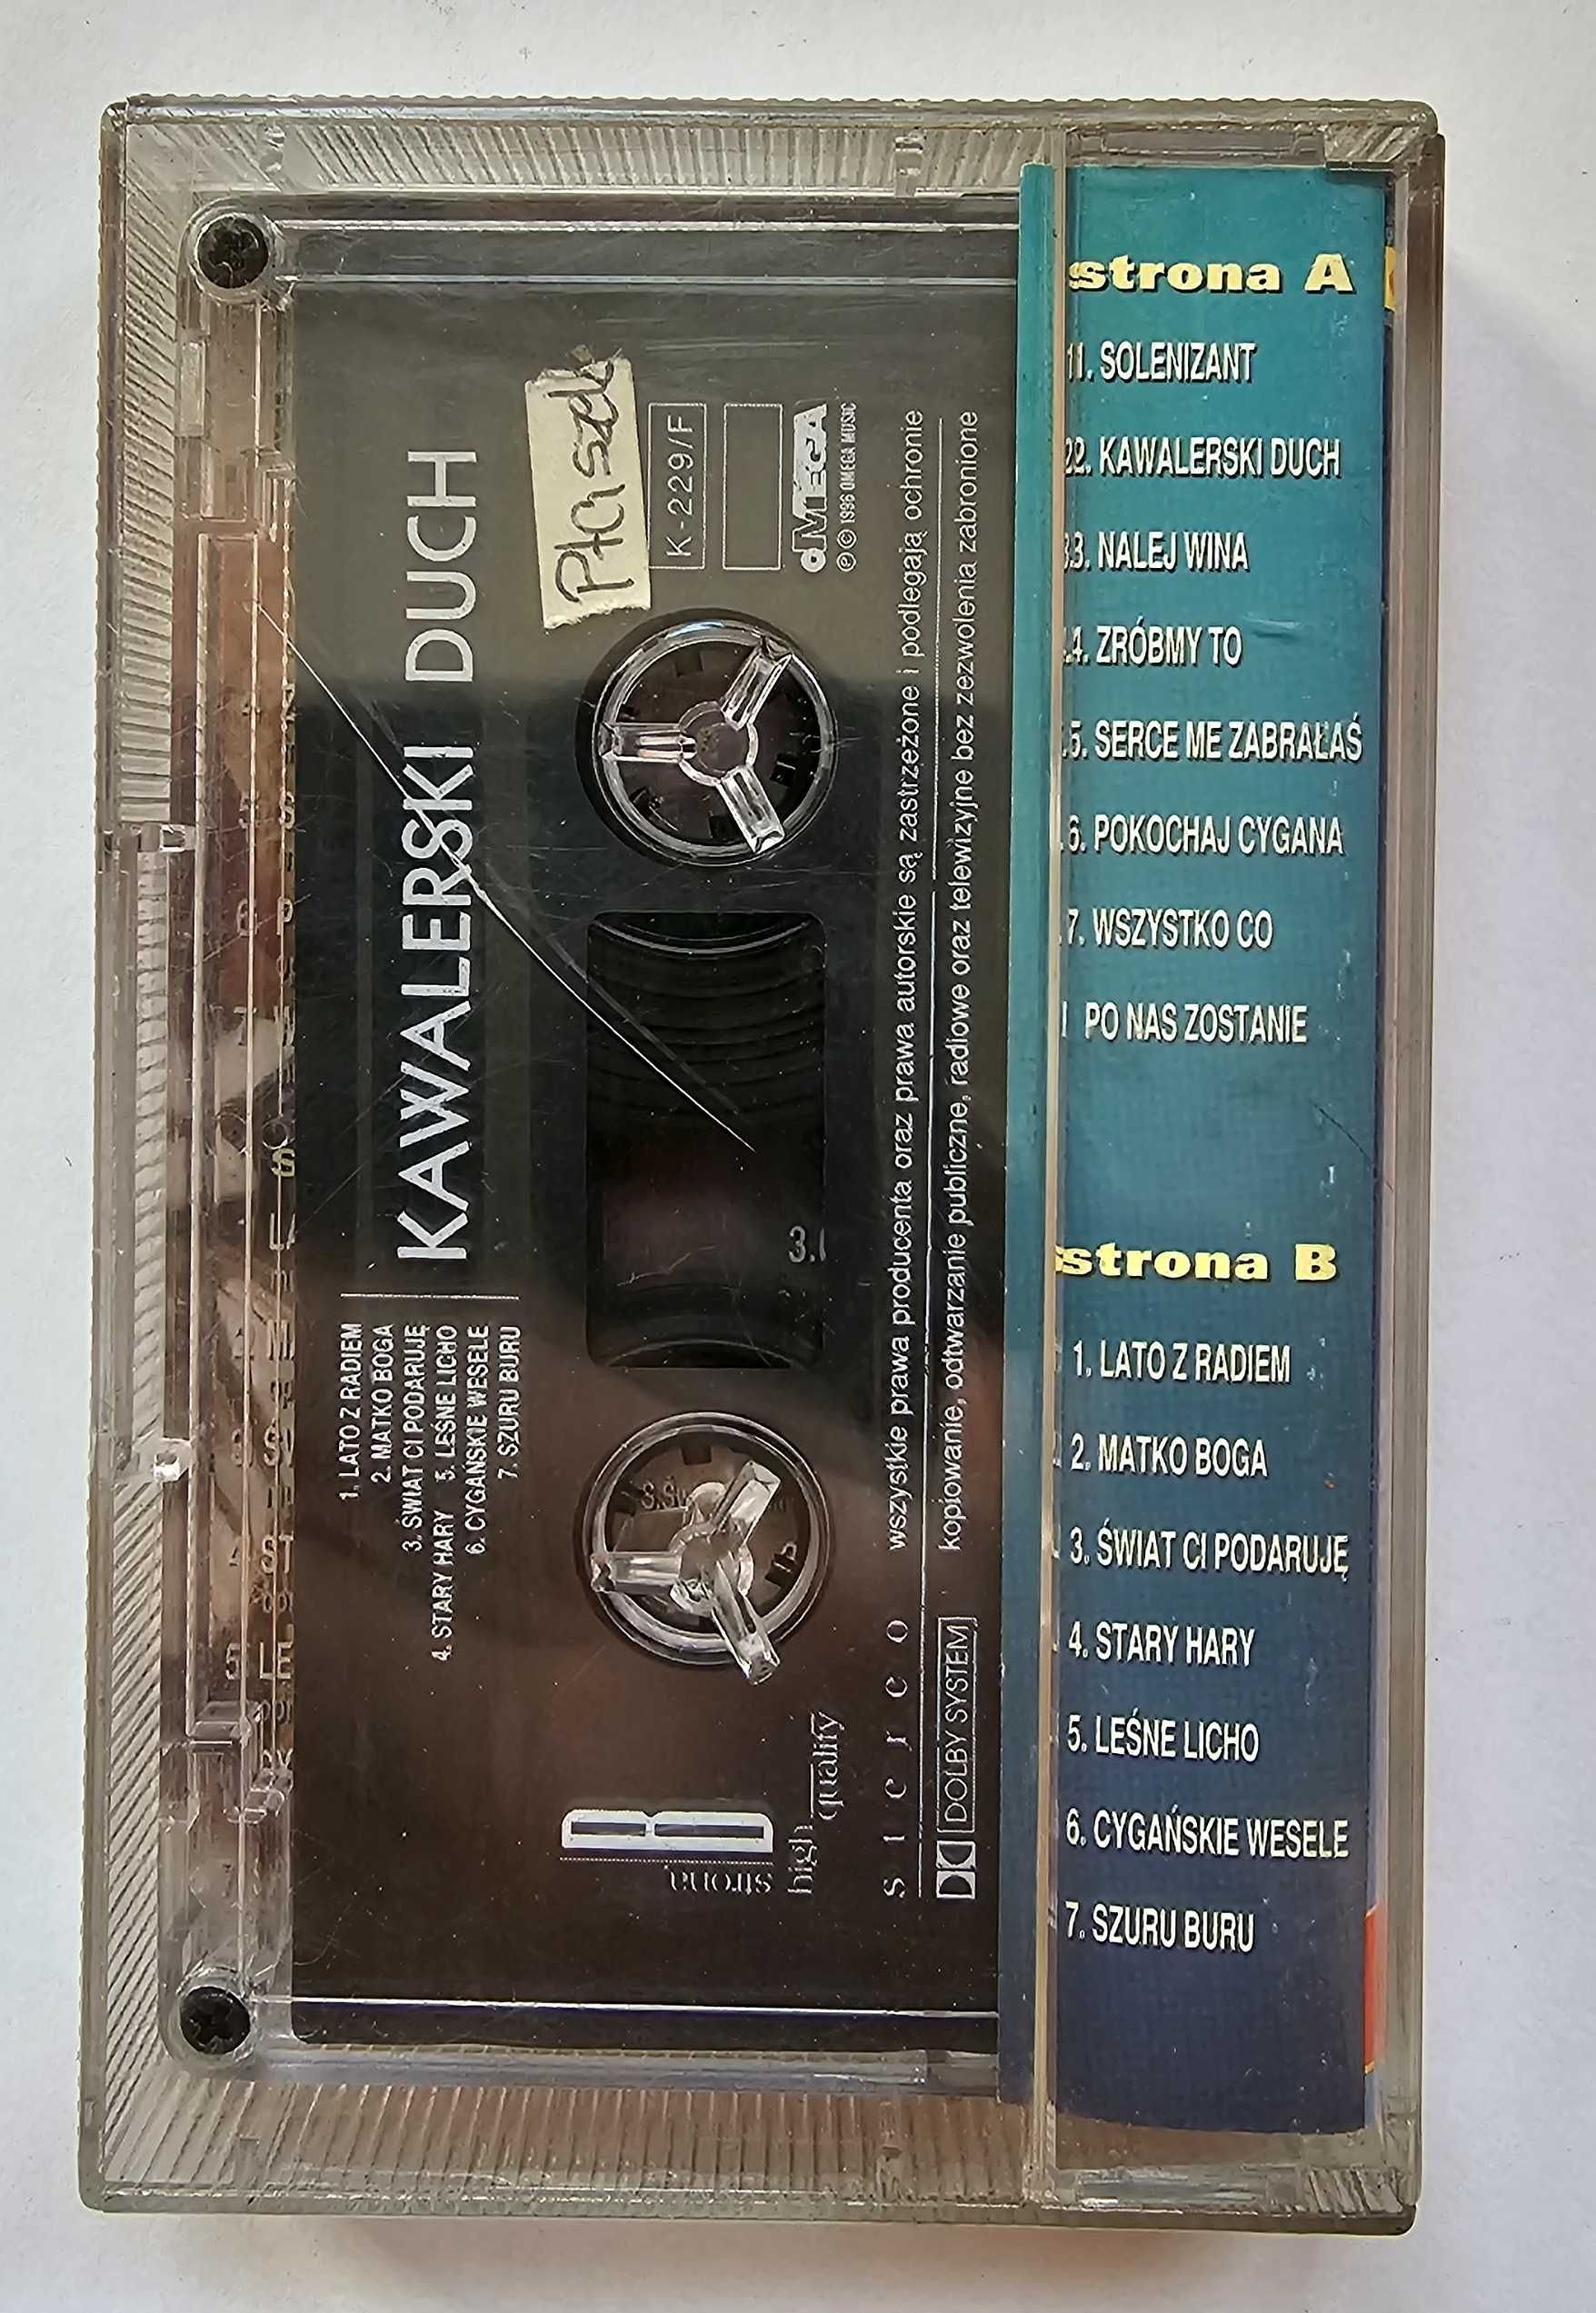 KAWALERSKI DUCH
1. LATO Z RADIEM
2. MATKO BOGA
3. ŚWIAT CI PODARUJĘ
4. STARY HARY 5. LEŚNE LICHO
6. CYGAŃSKIE WESELE
7. SZURU BURU
Ptaszek
K-229/F
OMEGA
℗ © 1996 OMEGA MUSIC
strona B
high quality
stereo
wszystkie prawa producenta oraz prawa autorskie są zastrzeżone i podlegają ochronie
DOLBY SYSTEM
kopiowanie, odtwarzanie publiczne, radiowe oraz telewizyjne bez zezwolenia zabronione
strona A
1. SOLENIZANT
2. KAWALERSKI DUCH
3. NALEJ WINA
4. ZRÓBMY TO
5. SERCE ME ZABRAŁAŚ
6. POKOCHAJ CYGANA
7. WSZYSTKO CO
PO NAS ZOSTANIE
strona B
1. LATO Z RADIEM
2. MATKO BOGA
3. ŚWIAT CI PODARUJĘ
4. STARY HARY
5. LEŚNE LICHO
6. CYGAŃSKIE WESELE
7. SZURU BURU